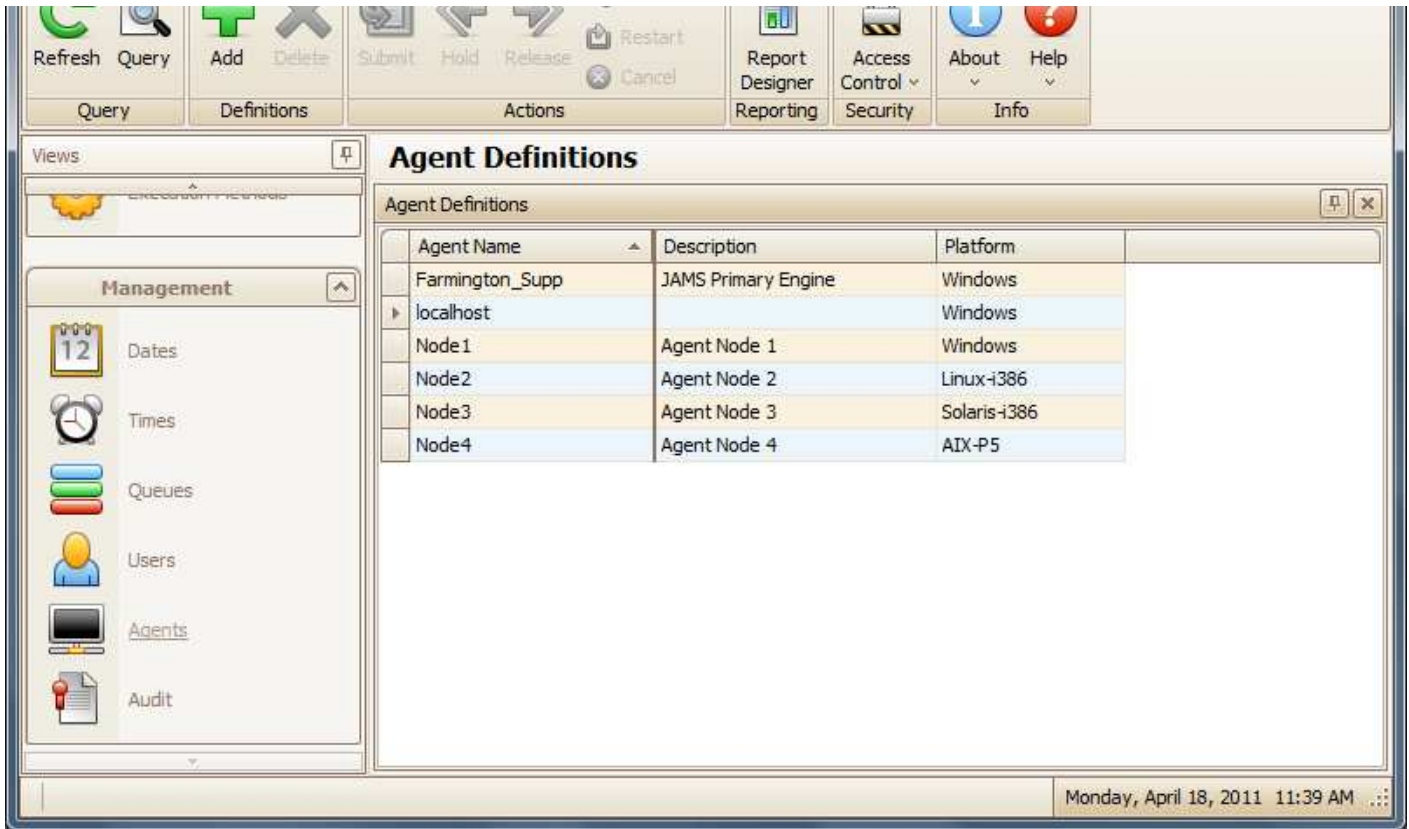 Refresh Query Add Delete Submit Hold Release Restart Cancel Report Designer Access Control About Help
Query Definitions Actions Reporting Security Info
Views
Agent Definitions
Execution Methods
Agent Definitions
Agent Name Description Platform
Farmington_Supp JAMS Primary Engine Windows
localhost Windows
Node1 Agent Node 1 Windows
Node2 Agent Node 2 Linux-i386
Node3 Agent Node 3 Solaris-i386
Node4 Agent Node 4 AIX-P5
Management
12
Dates
Times
Queues
Users
Agents
Audit
Monday, April 18, 2011 11:39 AM